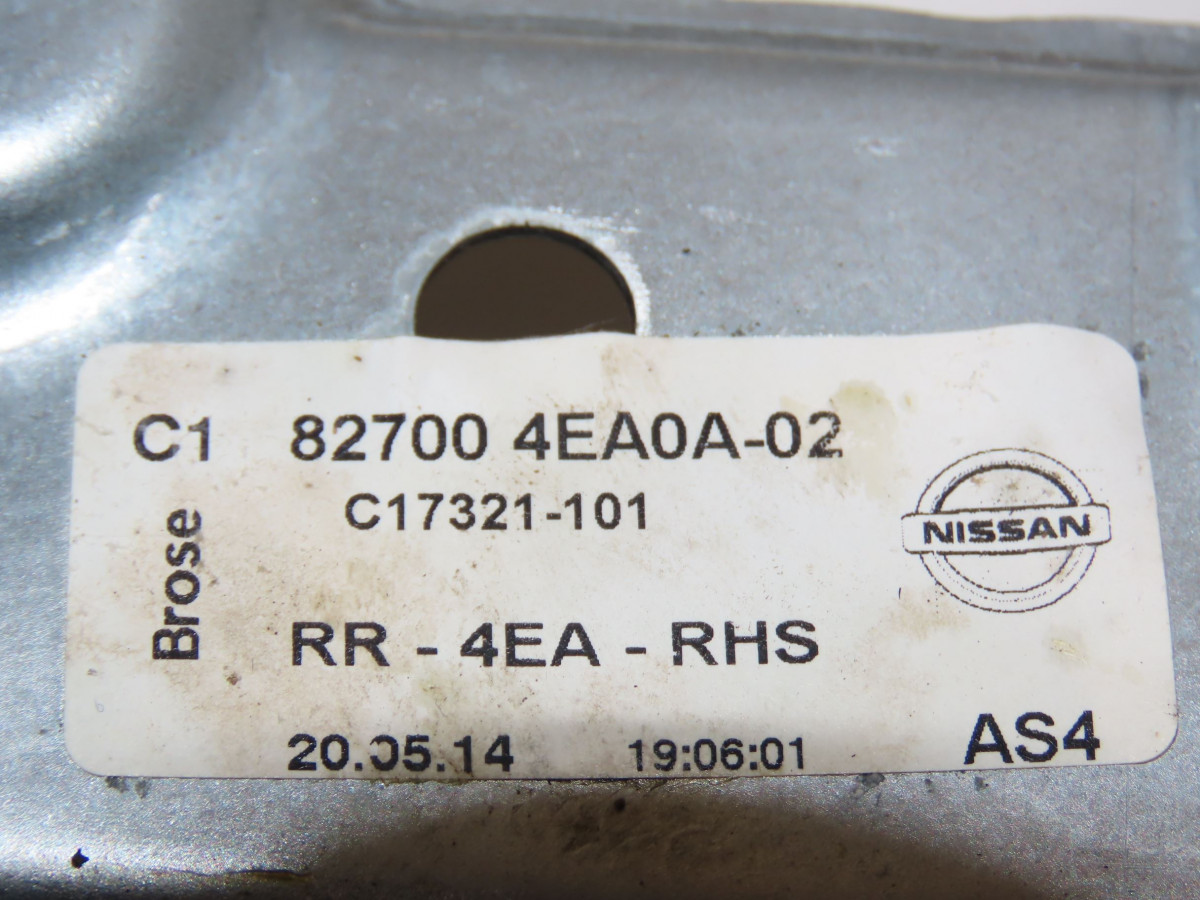 C1 82700 4EA0A-02
C17321-101
Brose
NISSAN
RR - 4EA - RHS
20.05.14 19:06:01 AS4